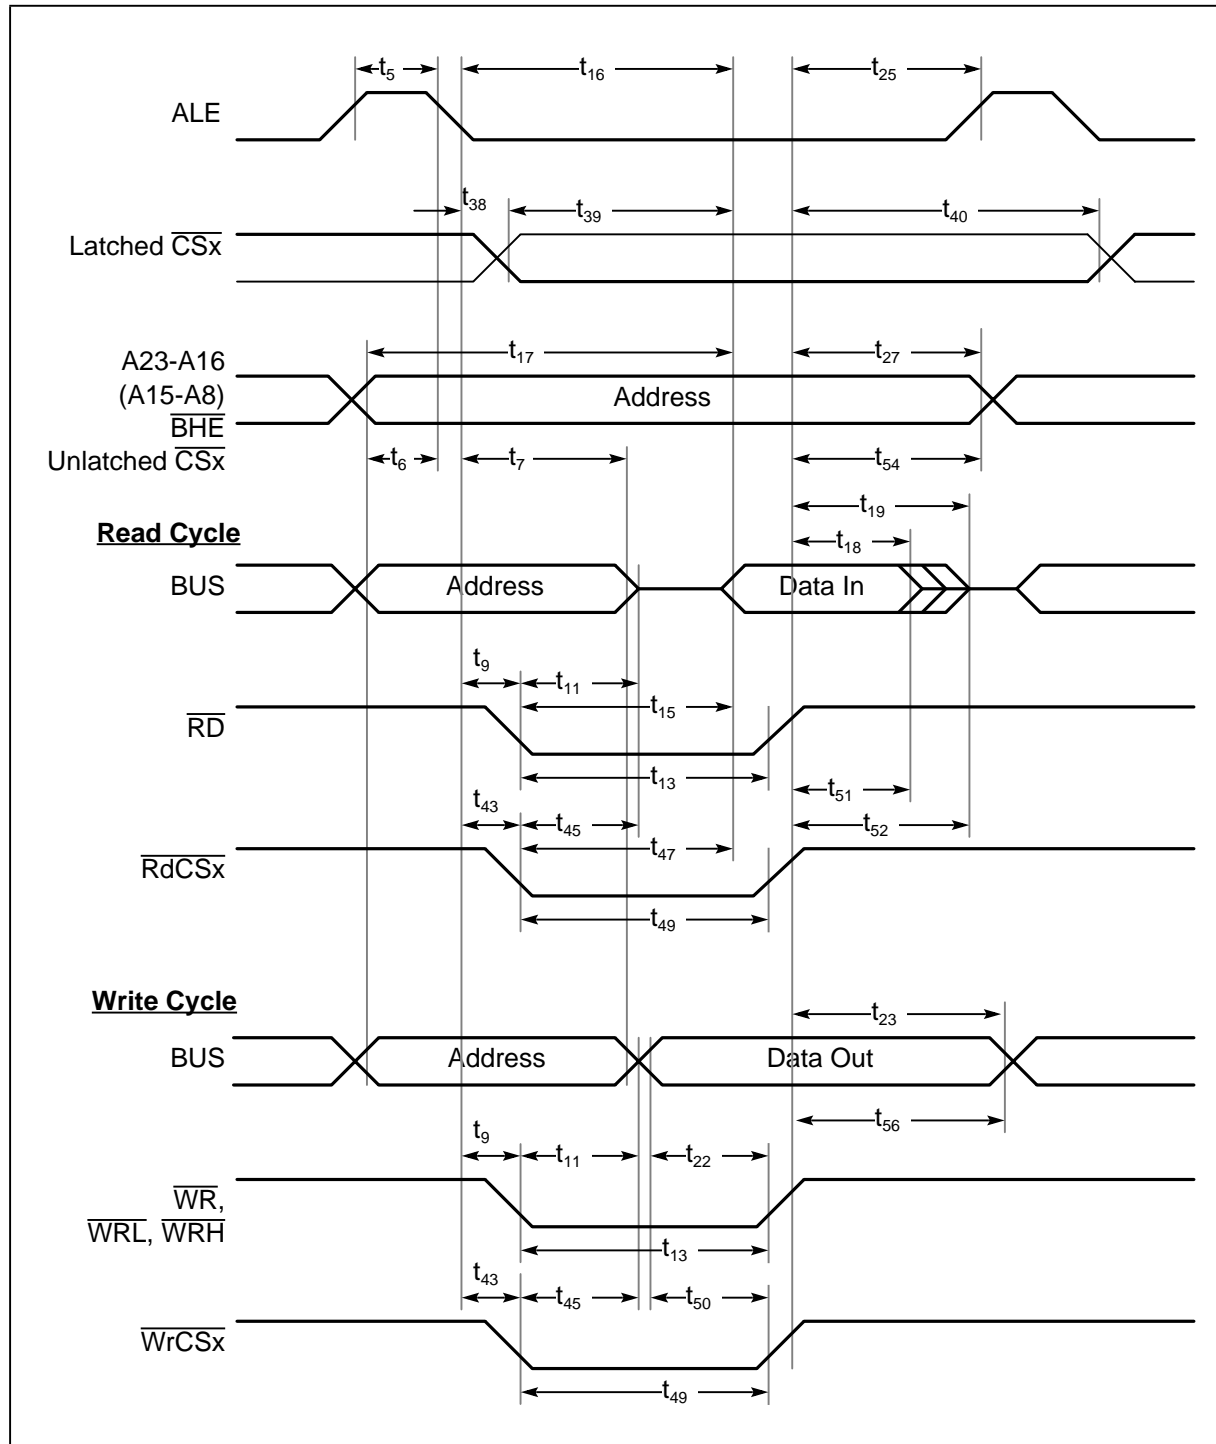 t5 t16 t25
ALE
t38 t39 t40
Latched CSx
t17 t27
A23-A16
(A15-A8)
BHE
Address
Unlatched CSx
t6 t7 t54
t19
Read Cycle
t18
BUS Address Data In
t9 t11
t15
RD
t13 t51
t43 t45 t52
t47
RdCSx
t49
Write Cycle
t23
BUS Address Data Out
t56
t9 t11 t22
WR,
WRL, WRH
t13
t43 t45 t50
WrCSx
t49